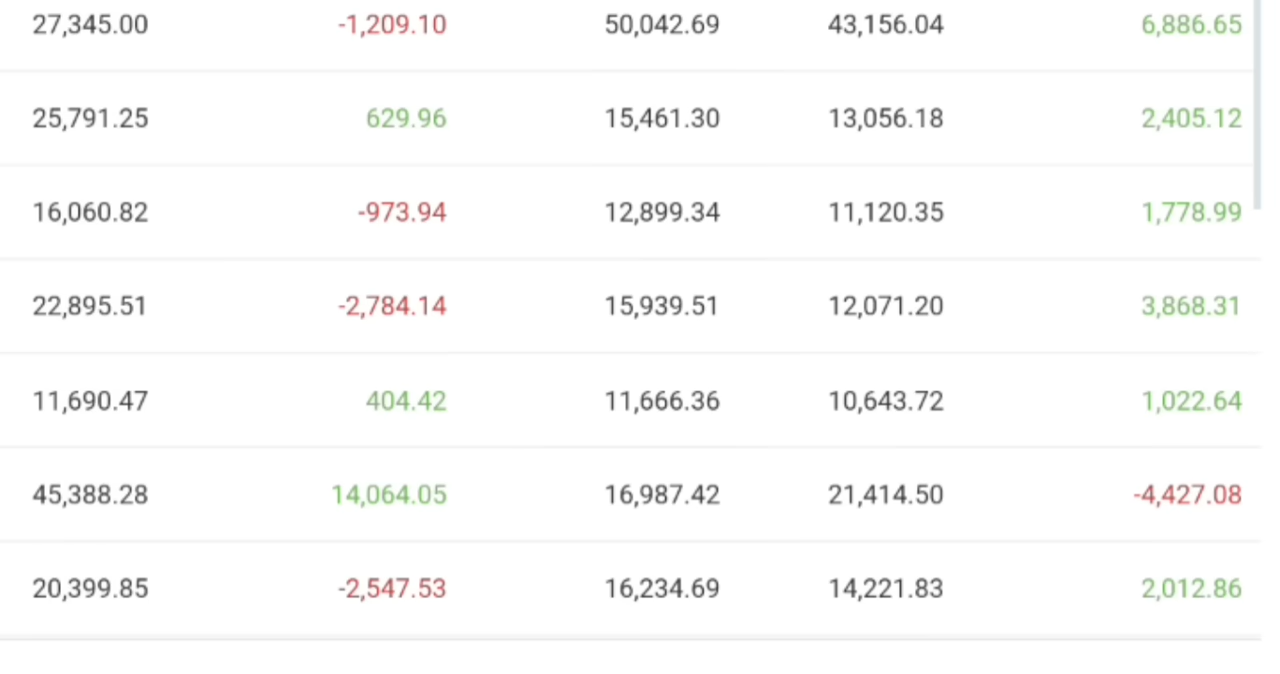 27,345.00 -1,209.10 50,042.69 43,156.04 6,886.65
25,791.25 629.96 15,461.30 13,056.18 2,405.12
16,060.82 -973.94 12,899.34 11,120.35 1,778.99
22,895.51 -2,784.14 15,939.51 12,071.20 3,868.31
11,690.47 404.42 11,666.36 10,643.72 1,022.64
45,388.28 14,064.05 16,987.42 21,414.50 -4,427.08
20,399.85 -2,547.53 16,234.69 14,221.83 2,012.86